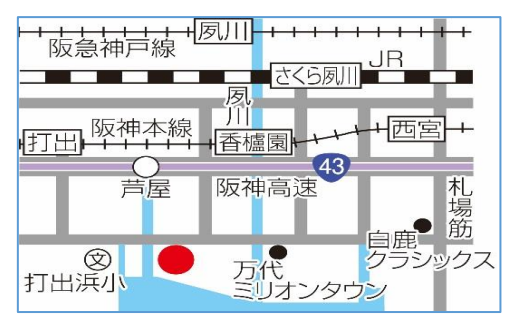 夙川
阪急神戸線
JR
さくら夙川
夙川
阪神本線
打出
香櫨園
西宮
43
芦屋
阪神高速
札場筋
白鹿
クラシックス
文
打出浜小
万代
ミリオンタウン